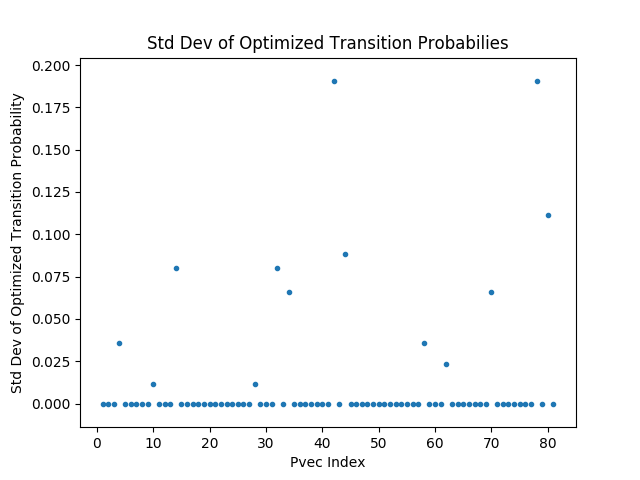 Std Dev of Optimized Transition Probabilies
Std Dev of Optimized Transition Probability
0.200
0.175
0.150
0.125
0.100
0.075
0.050
0.025
0.000
0 10 20 30 40 50 60 70 80
Pvec Index